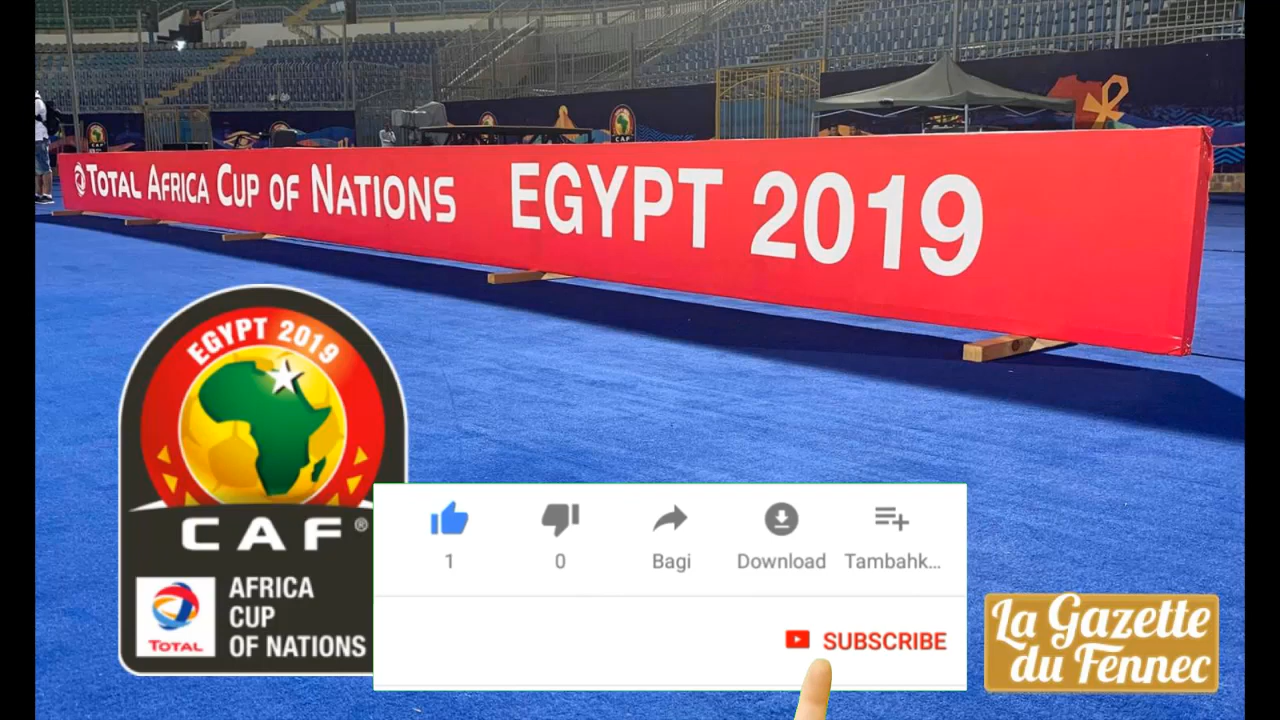 TOTAL AFRICA CUP OF NATIONS EGYPT 2019
EGYPT 2019
CAF®
TOTAL
AFRICA
CUP
OF NATIONS
1
0
Bagi
Download
Tambahk...
SUBSCRIBE
La Gazette
du Fennec